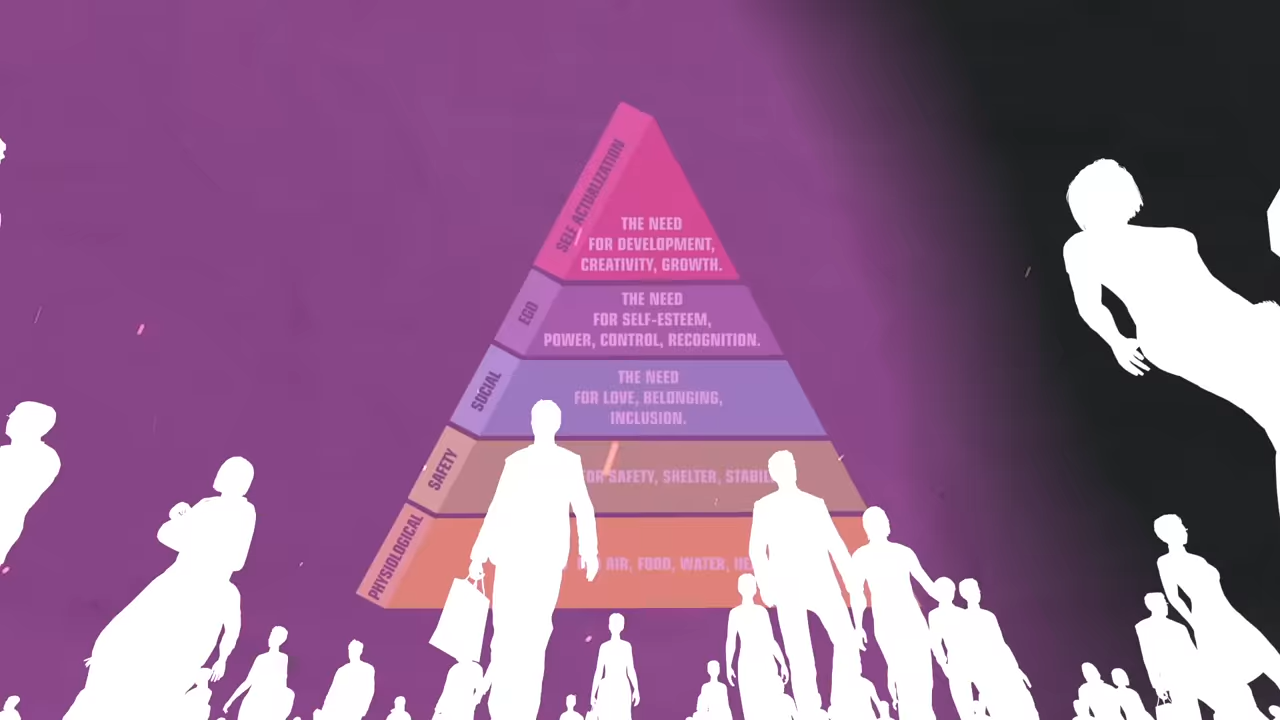 SELF ACTUALIZATION
THE NEED
FOR DEVELOPMENT,
CREATIVITY, GROWTH.
EGO
THE NEED
FOR SELF-ESTEEM,
POWER, CONTROL, RECOGNITION.
SOCIAL
THE NEED
FOR LOVE, BELONGING,
INCLUSION.
SAFETY
FOR SAFETY, SHELTER,
PHYSIOLOGICAL
AIR, FOOD, WATER,